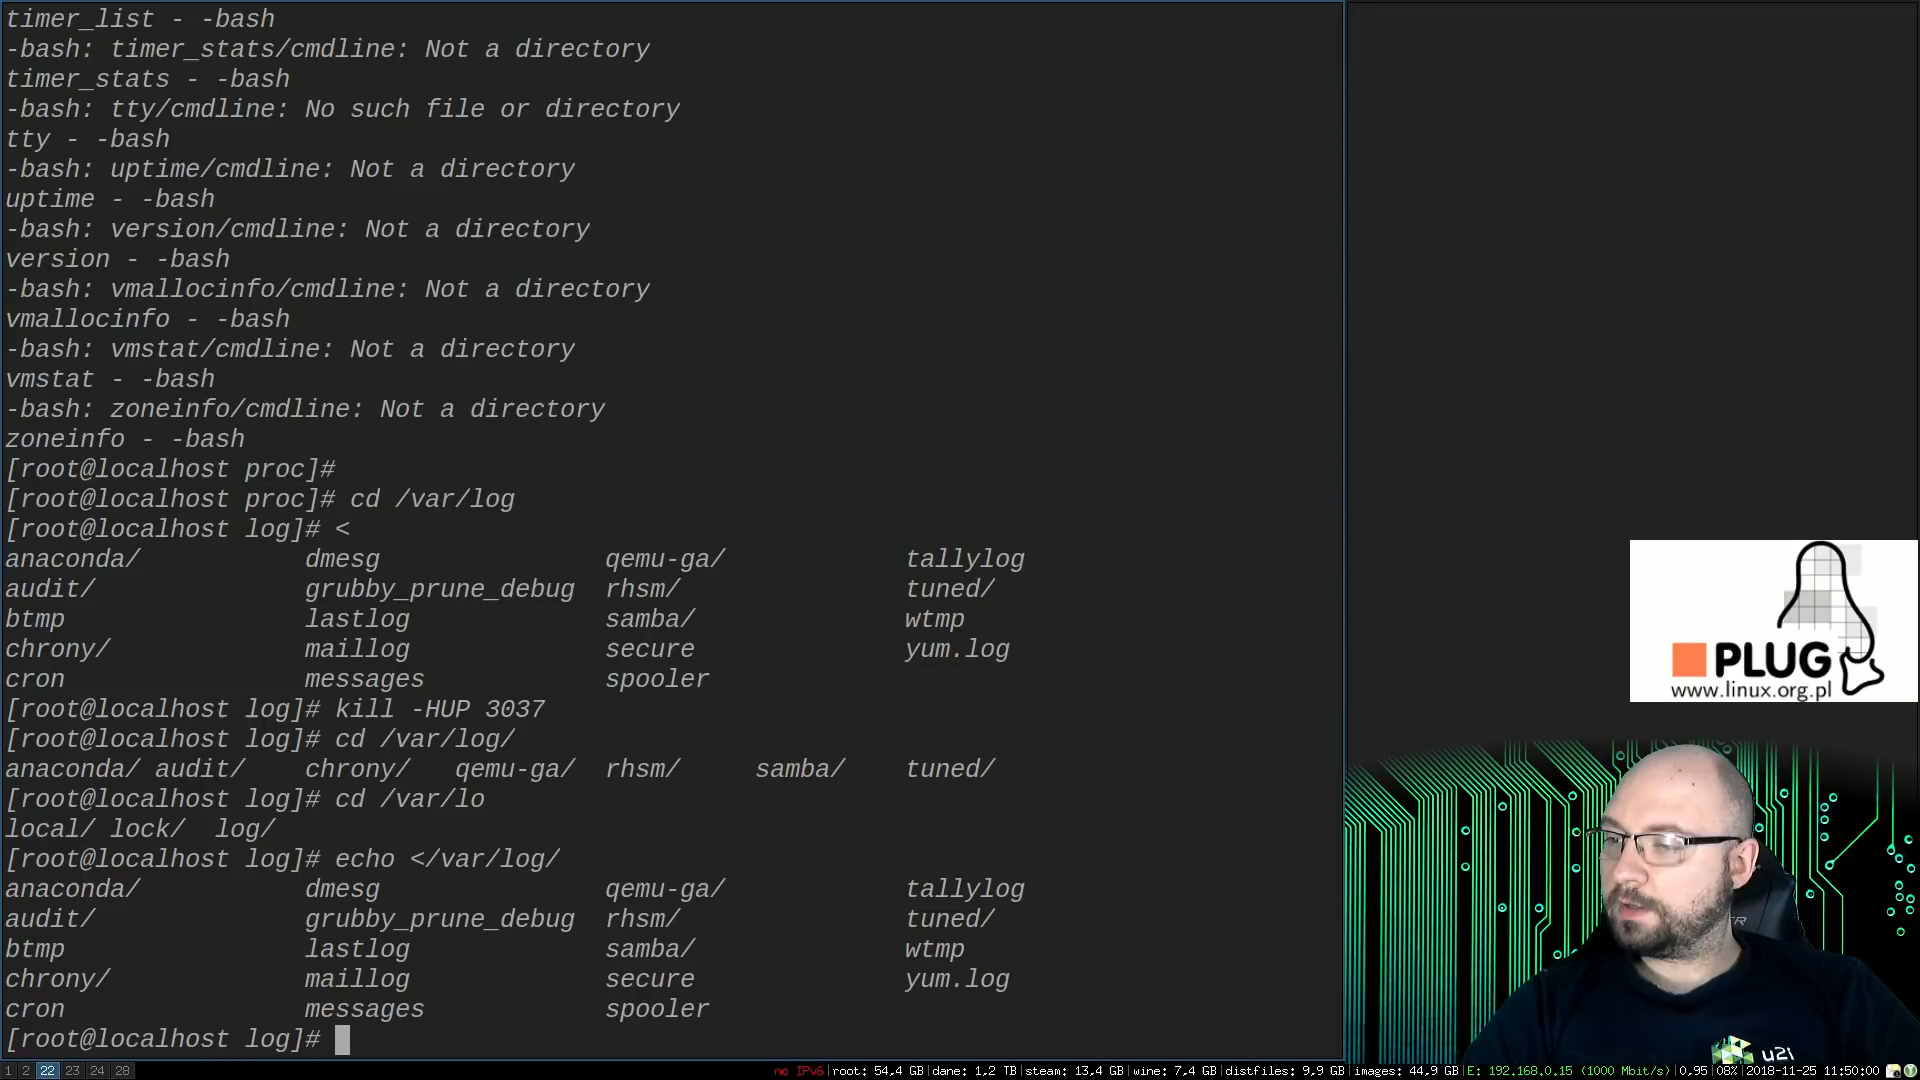 timer_list - -bash
-bash: timer_stats/cmdline: Not a directory
timer_stats - -bash
-bash: tty/cmdline: No such file or directory
tty - -bash
-bash: uptime/cmdline: Not a directory
uptime - -bash
-bash: version/cmdline: Not a directory
version - -bash
-bash: vmallocinfo/cmdline: Not a directory
vmallocinfo - -bash
-bash: vmstat/cmdline: Not a directory
vmstat - -bash
-bash: zoneinfo/cmdline: Not a directory
zoneinfo - -bash
[root@localhost proc]#
[root@localhost proc]# cd /var/log
[root@localhost log]# <
anaconda/ dmesg qemu-ga/ tallylog
audit/ grubby_prune_debug rhsm/ tuned/
btmp lastlog samba/ wtmp
chrony/ maillog secure yum.log
cron messages spooler
[root@localhost log]# kill -HUP 3037
[root@localhost log]# cd /var/log/
anaconda/ audit/ chrony/ qemu-ga/ rhsm/ samba/ tuned/
[root@localhost log]# cd /var/lo
local/ lock/ log/
[root@localhost log]# echo </var/log/
anaconda/ dmesg qemu-ga/ tallylog
audit/ grubby_prune_debug rhsm/ tuned/
btmp lastlog samba/ wtmp
chrony/ maillog secure yum.log
cron messages spooler
[root@localhost log]#
PLUG
www.linux.org.pl
u2i
1 2 22 23 24 28
no IPv6|root: 54,4 GB|dane: 1,2 TB|steam: 13,4 GB|wine: 7,4 GB|distfiles: 9,9 GB|images: 44,9 GB|E: 192.168.0.15 (1000 Mbit/s)|0,95|08%|2018-11-25 11:50:00